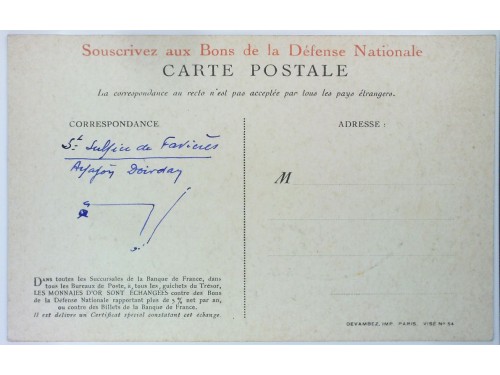 Souscrivez aux Bons de la Défense Nationale
CARTE POSTALE
La correspondance au recto n'est pas acceptée par tous les pays étrangers.
CORRESPONDANCE
ADRESSE :
St Sulpice de Favières
M
DANS toutes les Succursales de la Banque de France, dans
tous les Bureaux de Poste, à tous les guichets du Trésor,
LES MONNAIES D'OR SONT ÉCHANGÉES contre des Bons
de la Défense Nationale rapportant plus de 5 % net par an,
ou contre des Billets de la Banque de France.
Il est délivré un Certificat spécial constatant cet échange.
DEVAMBEZ, IMP. PARIS. VISÉ Nº 54